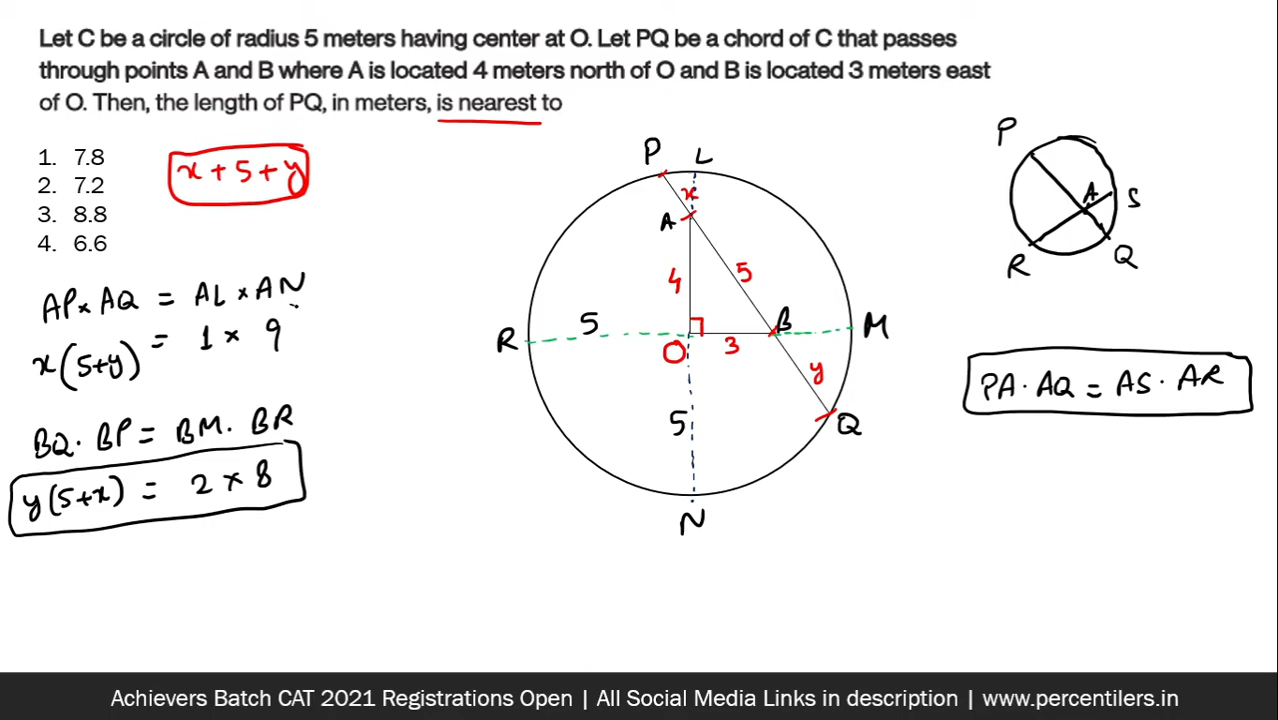 Let C be a circle of radius 5 meters having center at O. Let PQ be a chord of C that passes
through points A and B where A is located 4 meters north of O and B is located 3 meters east
of O. Then, the length of PQ, in meters, is nearest to
1. 7.8
2. 7.2
3. 8.8
4. 6.6
x + 5 + y
AP × AQ = AL × AN
x(5+y) = 1 × 9
BQ · BP = BM · BR
y(5+x) = 2 × 8
P L
x
A
4 5
R 5 O 3 B M
y
5 Q
N
P
A S
R Q
PA · AQ = AS · AR
Achievers Batch CAT 2021 Registrations Open | All Social Media Links in description | www.percentilers.in